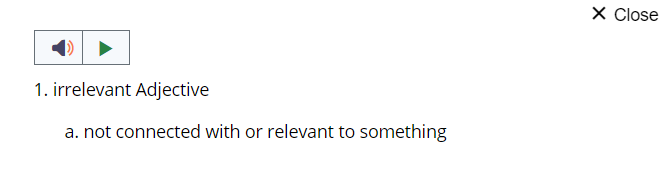 ✕ Close
1. irrelevant Adjective
a. not connected with or relevant to something